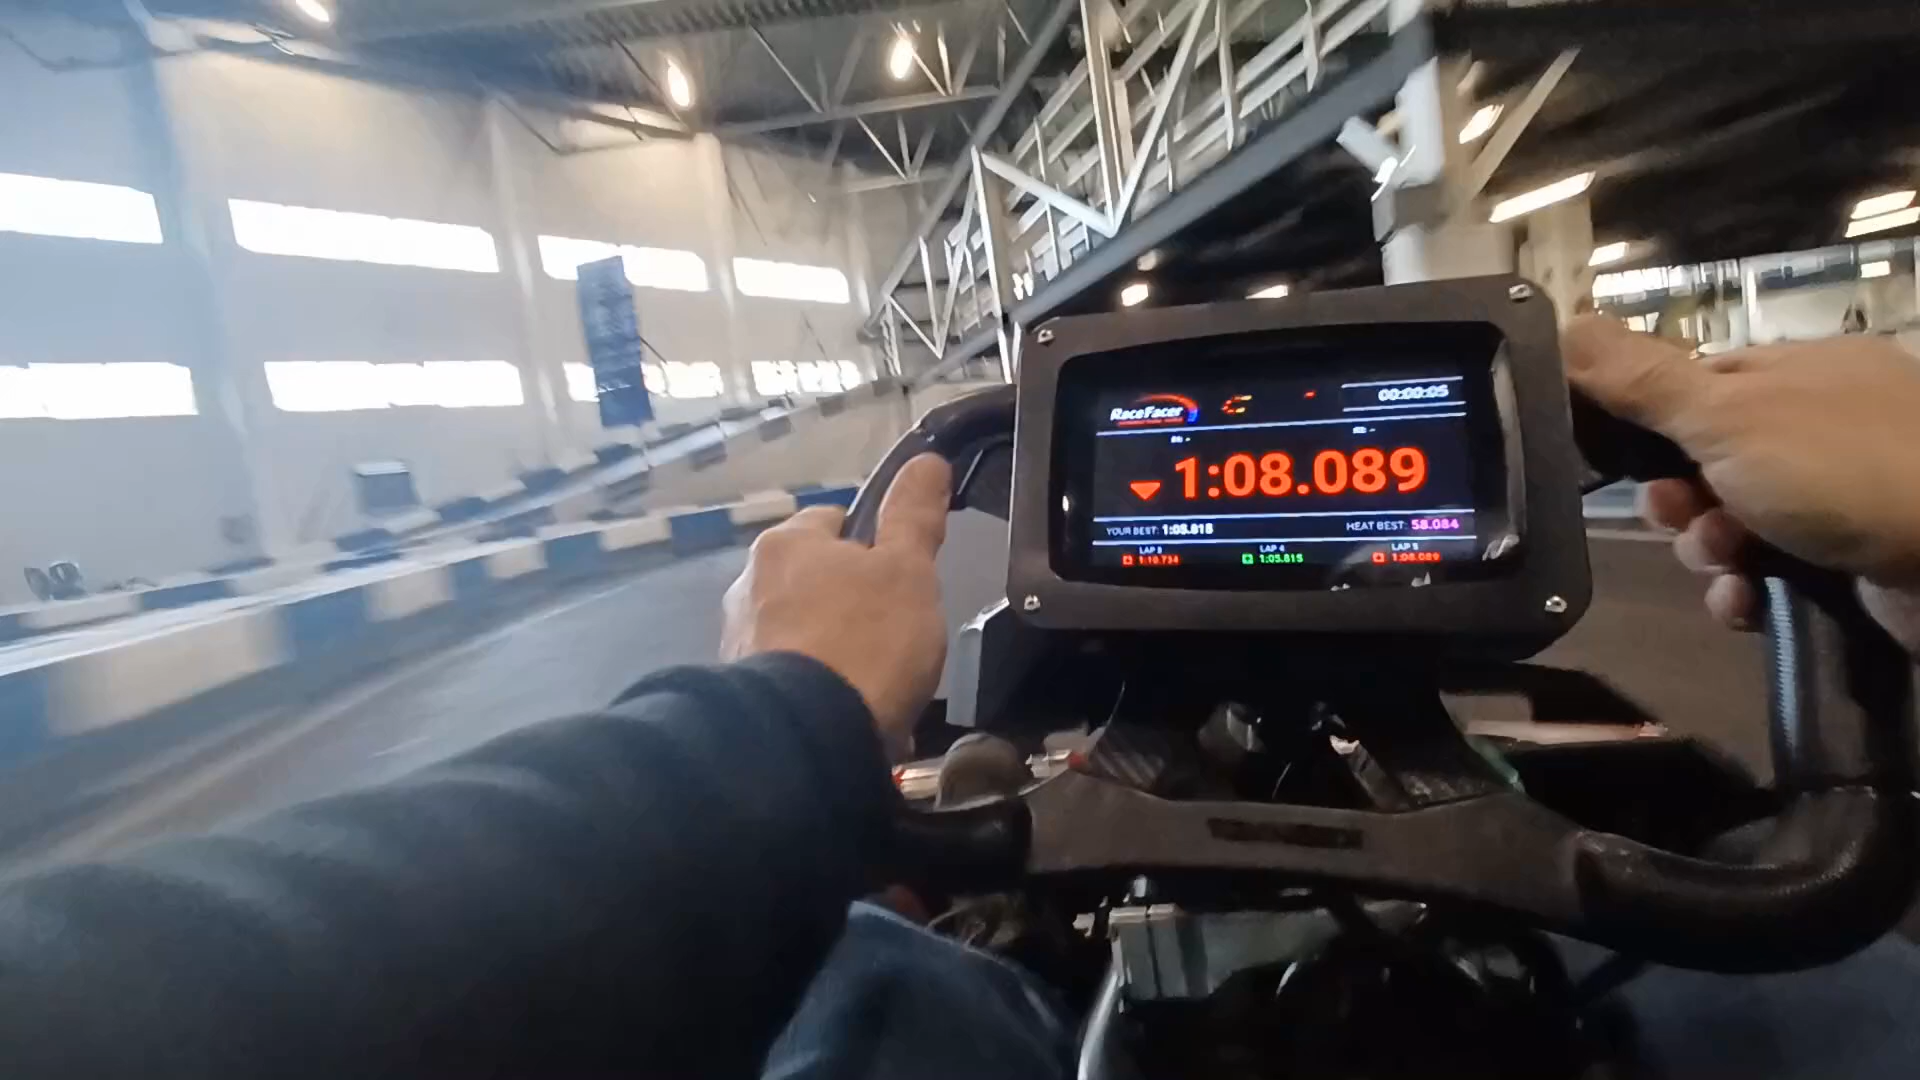 RaceFacer
00:00:05
1:08.089
YOUR BEST: 1:05.815
HEAT BEST: 58.084
LAP 3 LAP 4 LAP 5
1:10.734 1:05.815 1:08.089